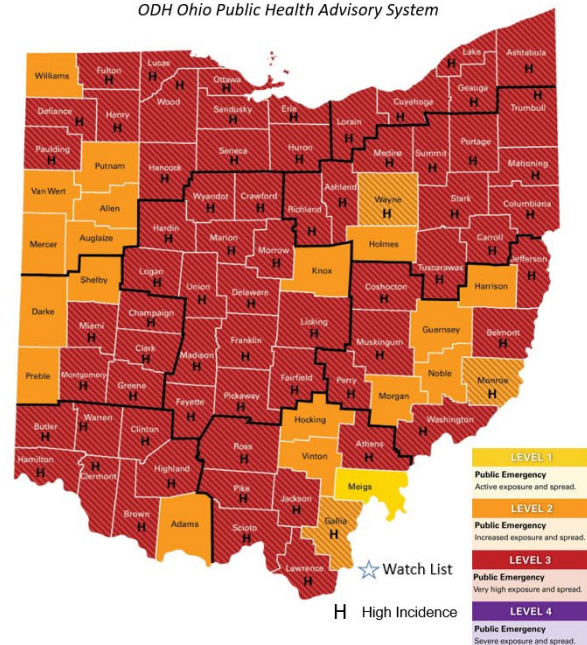 ODH Ohio Public Health Advisory System
Williams
Fulton
H
Lucas
H
Ottawa
H
Lake
H
Ashtabula
H
Geauga
H
Defiance
H
Henry
H
Wood
Sandusky
H
Erie
H
Lorain
H
Cuyahoga
H
Trumbull
H
Paulding
H
Putnam
Hancock
H
Seneca
H
Huron
H
Medina
H
Summit
H
Portage
H
Mahoning
H
Van Wert
Allen
Wyandot
H
Crawford
H
Richland
H
Ashland
H
Wayne
H
Stark
H
Columbiana
H
Mercer
Auglaize
Hardin
H
Marion
H
Morrow
H
Holmes
Carroll
H
Tuscarawas
H
Jefferson
H
Shelby
Logan
H
Union
H
Delaware
H
Knox
Coshocton
H
Harrison
Darke
Miami
H
Champaign
H
Clark
H
Madison
H
Franklin
H
Licking
H
Muskingum
H
Guernsey
Belmont
H
Preble
Montgomery
H
Greene
H
Fayette
H
Pickaway
H
Fairfield
H
Perry
H
Morgan
Noble
Monroe
H
Butler
H
Warren
H
Clinton
H
Ross
H
Hocking
Athens
H
Washington
H
Hamilton
H
Clermont
H
Highland
H
Pike
H
Vinton
Meigs
Brown
H
Adams
Scioto
H
Jackson
H
Gallia
H
Lawrence
H
Watch List
H High Incidence
LEVEL 1
Public Emergency
Active exposure and spread.
LEVEL 2
Public Emergency
Increased exposure and spread.
LEVEL 3
Public Emergency
Very high exposure and spread.
LEVEL 4
Public Emergency
Severe exposure and spread.